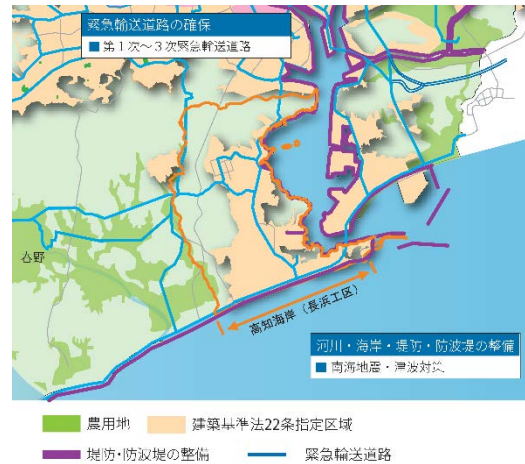 緊急輸送道路の確保
■ 第1次～3次緊急輸送道路
春野
高知海岸（長浜工区）
河川・海岸・堤防・防波堤の整備
■ 南海地震・津波対策
農用地
建築基準法22条指定区域
堤防・防波堤の整備
緊急輸送道路